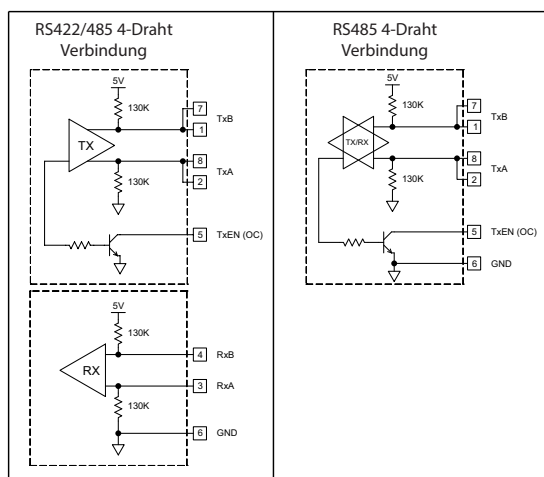 RS422/485 4-Draht
Verbindung
5V
130K
7
TxB
1
TX
8
TxA
130K
2
5
TxEN (OC)
5V
130K
4
RxB
RX
3
RxA
130K
6
GND
RS485 4-Draht
Verbindung
5V
130K
7
TxB
1
TX/RX
8
TxA
130K
2
5
TxEN (OC)
6
GND